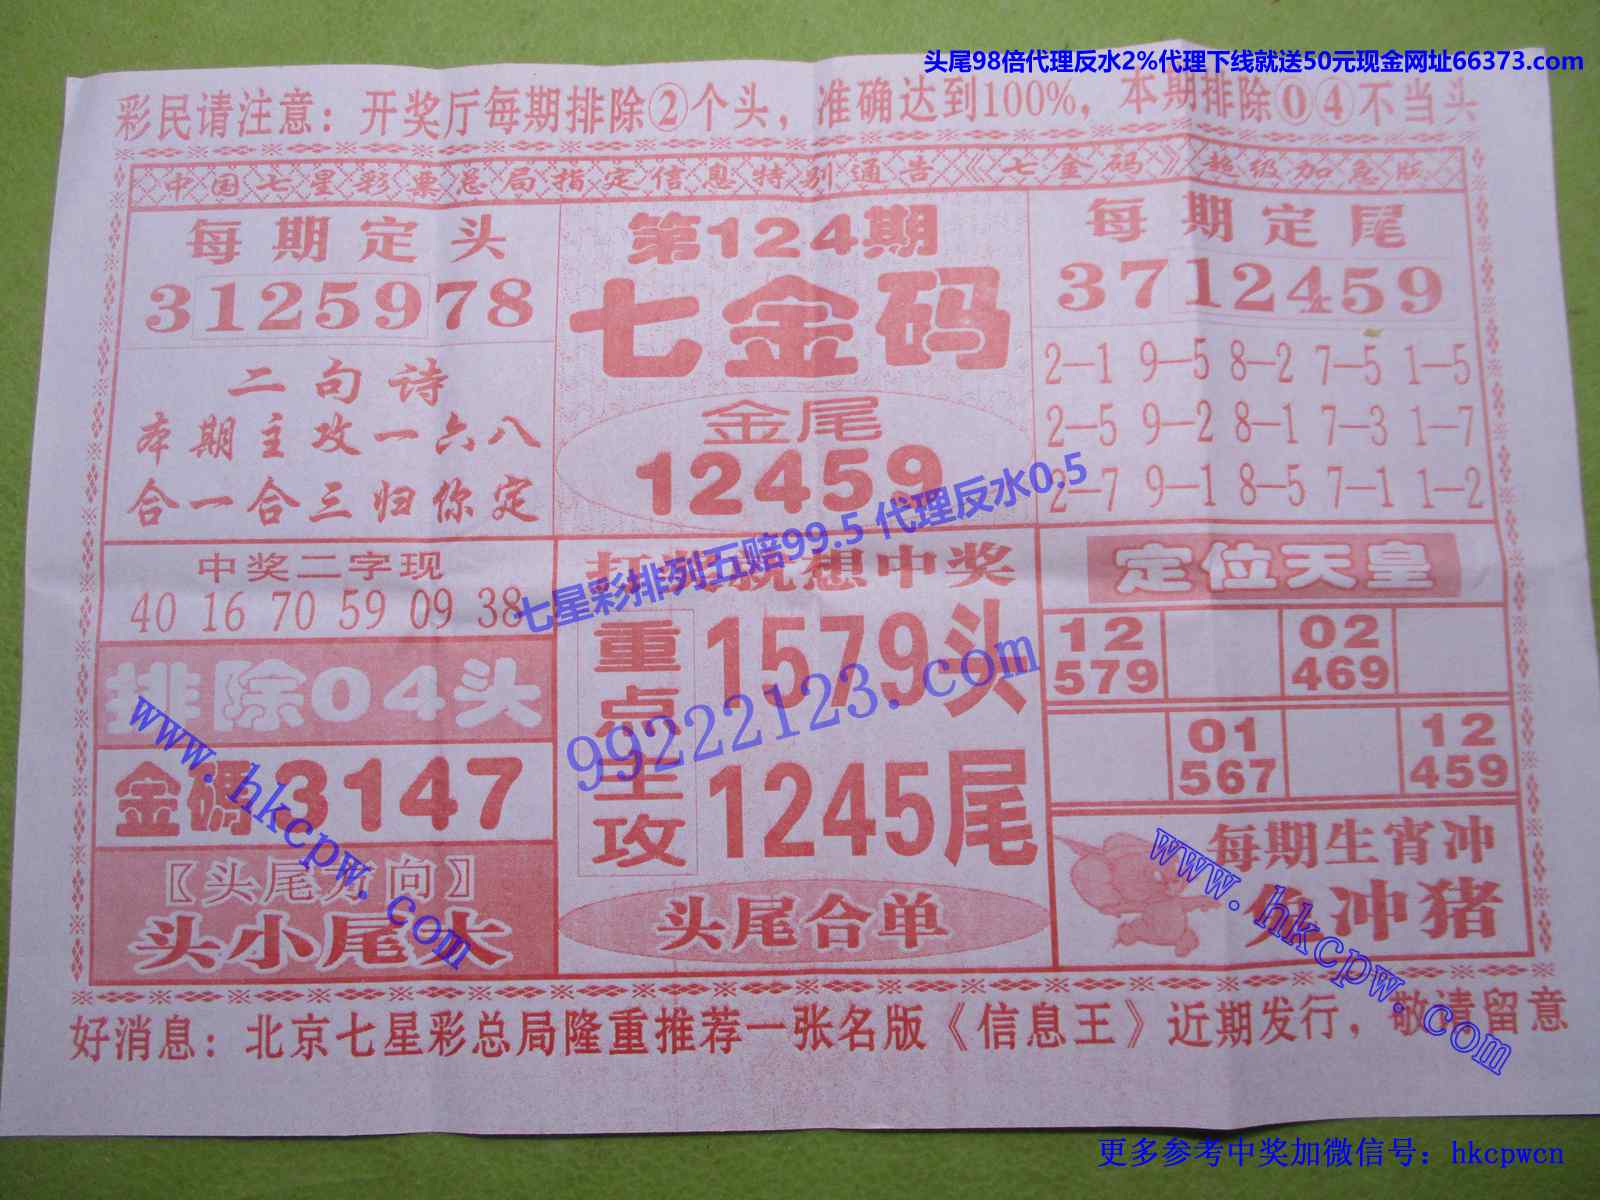 头尾98倍代理反水2%代理下线就送50元现金网址66373.com
彩民请注意：开奖厅每期排除②个头，准确达到100%，本期排除⓪④不当头
中国七星彩票总局指定信息特别通告《七金码》超级加急版
每期定头
3125978
二句诗
本期主攻一六八
合一合三归你定
第124期
七金码
金尾
12459
每期定尾
3712459
2—1 9—5 8—2 7—5 1—5
2—5 9—2 8—1 7—3 1—7
2—7 9—1 8—5 7—1 1—2
七星彩排列五赔99.5 代理反水0.5
中奖二字现
40 16 70 59 09 38
排除04头
金碼3147
【头尾方向】
头小尾大
想中奖
重点主攻
1579头
1245尾
99222123.com
头尾合单
定位天皇
12 579
02 469
01 567
12 459
每期生宵冲
兔冲猪
www.hkcpw.com
www.hkcpw.com
好消息：北京七星彩总局隆重推荐一张名版《信息王》近期发行，敬请留意
更多参考中奖加微信号：hkcpwcn